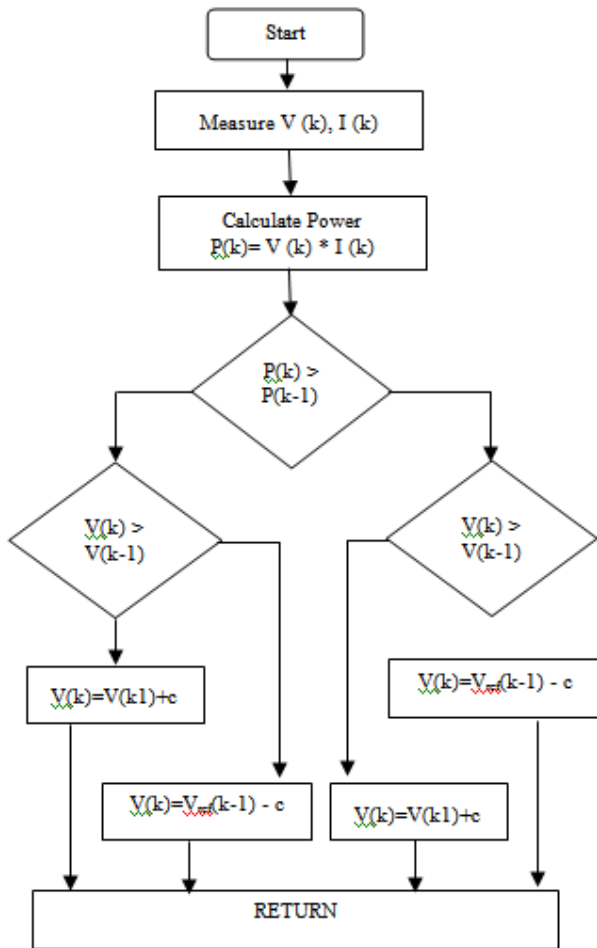 Start
Measure V (k), I (k)
Calculate Power
P(k)= V (k) * I (k)
P(k) >
P(k-1)
V(k) >
V(k-1)
V(k) >
V(k-1)
V(k)=V(k1)+c
V(k)=Vref(k-1) - c
V(k)=Vref(k-1) - c
V(k)=V(k1)+c
RETURN